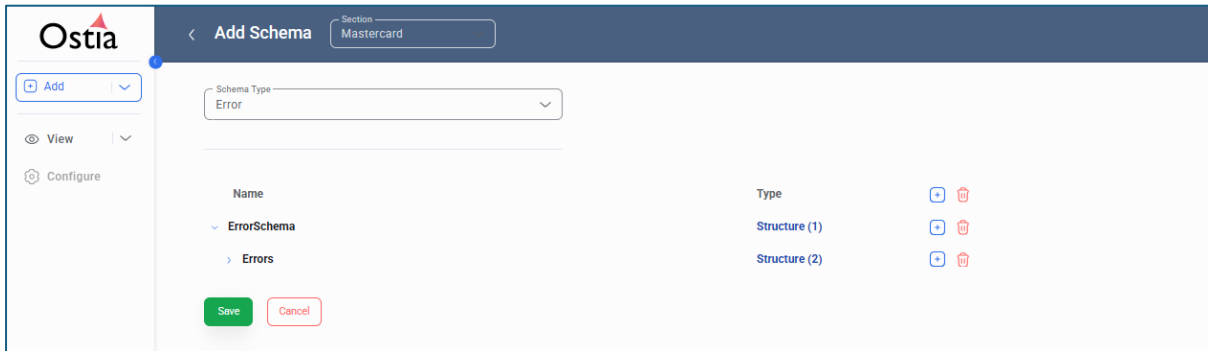 Ostia
Add Schema
Section
Mastercard
Add
Schema Type
Error
View
Configure
Name Type
ErrorSchema Structure (1)
Errors Structure (2)
Save Cancel